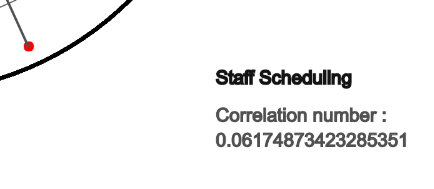 Staff Scheduling
Correlation number :
0.06174873423285351